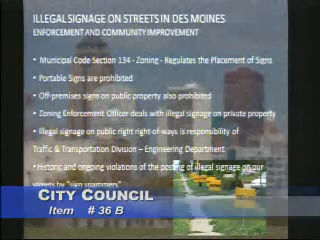 ILLEGAL SIGNAGE ON STREETS IN DES MOINES
ENFORCEMENT AND COMMUNITY IMPROVEMENT
• Municipal Code Section 134 - Zoning - Regulates the Placement of Signs
• Portable Signs are prohibited
• Off-premises signs on public property also prohibited
• Zoning Enforcement Officer deals with illegal signage on private property
• Illegal signage on public right right-of-ways is responsibility of
Traffic & Transportation Division – Engineering Department
• Historic and ongoing violations of the posting of illegal signage on our
streets by "sign spammers"
CITY COUNCIL
Item # 36 B